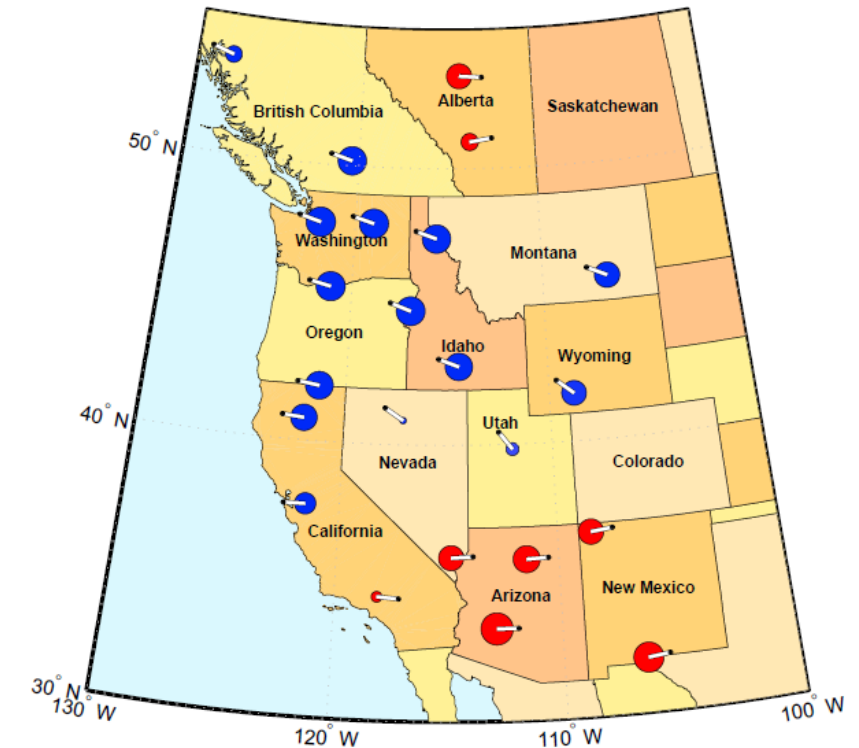 British Columbia
Alberta
Saskatchewan
50° N
Washington
Montana
Oregon
Idaho
Wyoming
40° N
Utah
Nevada
Colorado
California
Arizona
New Mexico
30° N
130° W
120° W
110° W
100° W